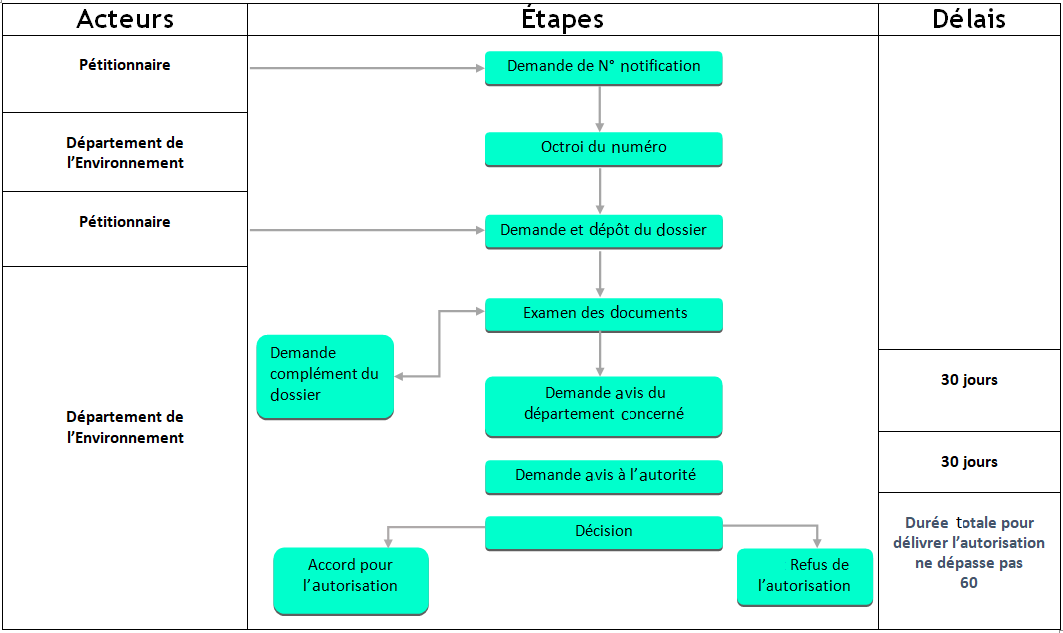 Acteurs
Étapes
Délais
Pétitionnaire
Demande de N° notification
Département de
l’Environnement
Octroi du numéro
Pétitionnaire
Demande et dépôt du dossier
Examen des documents
Demande
complément du
dossier
Demande avis du
département concerné
30 jours
Département de
l’Environnement
Demande avis à l’autorité
30 jours
Décision
Accord pour
l’autorisation
Refus de
l’autorisation
Durée totale pour
délivrer l’autorisation
ne dépasse pas
60